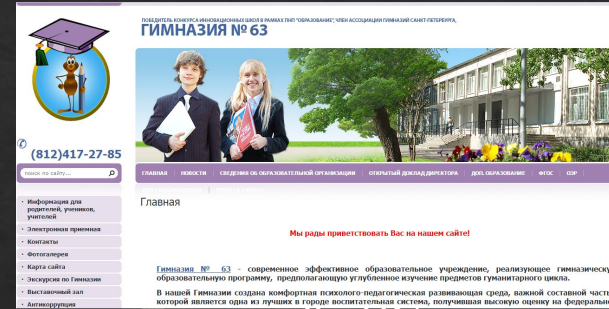 ПОБЕДИТЕЛЬ КОНКУРСА ИННОВАЦИОННЫХ ШКОЛ В РАМКАХ ПНП "ОБРАЗОВАНИЕ", ЧЛЕН АССОЦИАЦИИ ГИМНАЗИЙ САНКТ-ПЕТЕРБУРГА,
ГИМНАЗИЯ № 63
(812)417-27-85
поиск по сайту...
ГЛАВНАЯ НОВОСТИ СВЕДЕНИЯ ОБ ОБРАЗОВАТЕЛЬНОЙ ОРГАНИЗАЦИИ ОТКРЫТЫЙ ДОКЛАД ДИРЕКТОРА ДОП. ОБРАЗОВАНИЕ ФГОС ОЭР
Информация для
родителей, учеников,
учителей
Электронная приемная
Контакты
Фотогалерея
Карта сайта
Экскурсия по Гимназии
Выставочный зал
Антикоррупция
Главная
Мы рады приветствовать Вас на нашем сайте!
Гимназия № 63 - современное эффективное образовательное учреждение, реализующее гимназическу
образовательную программу, предполагающую углубленное изучение предметов гуманитарного цикла.
В нашей Гимназии создана комфортная психолого-педагогическая развивающая среда, важной составной часть
которой является одна из лучших в городе воспитательная система, получившая высокую оценку на федерально